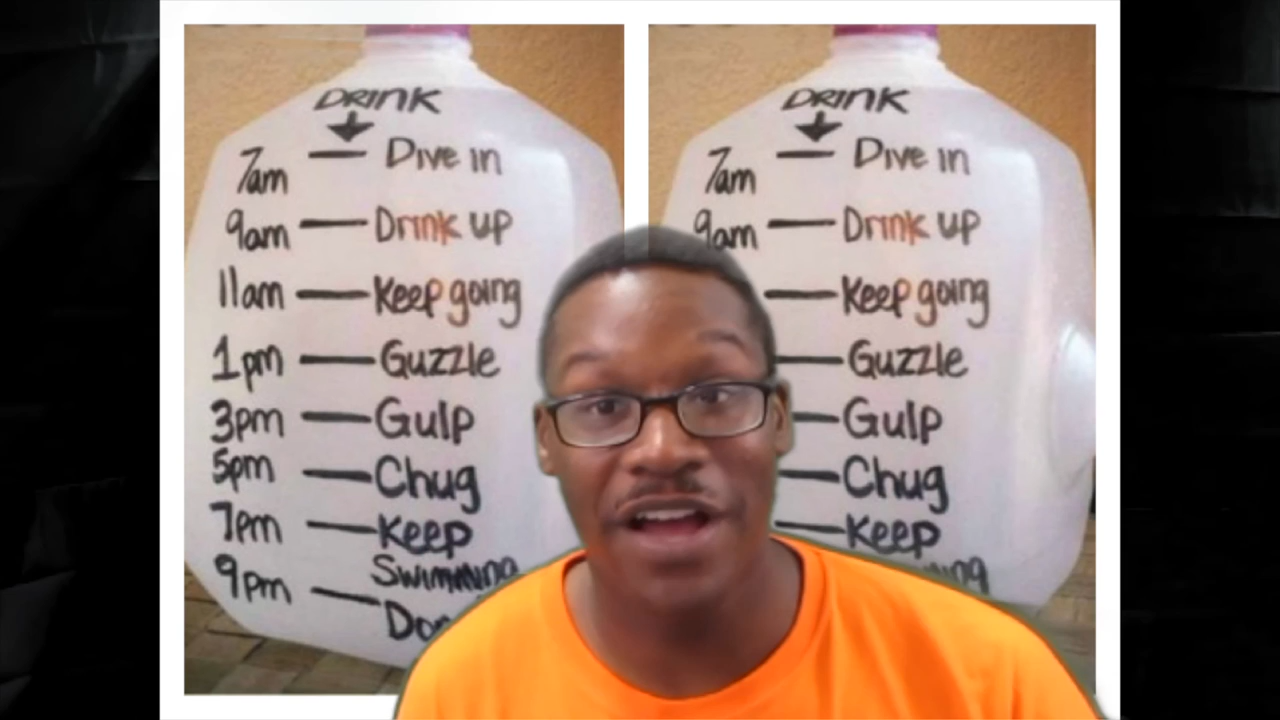 DRINK
7am Dive in
9am Drink up
11am Keep going
1pm Guzzle
3pm Gulp
5pm Chug
7pm Keep
Swimming
9pm
DRINK
7am Dive in
9am Drink up
Keep going
Guzzle
Gulp
Chug
Keep